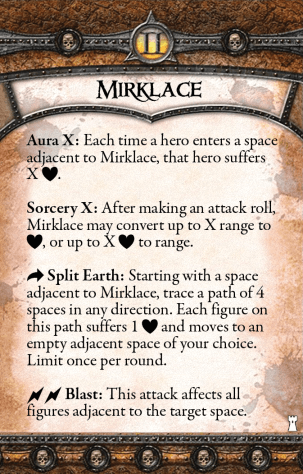 II
MIRKLACE
Aura X: Each time a hero enters a space
adjacent to Mirklace, that hero suffers
X ♥.
Sorcery X: After making an attack roll,
Mirklace may convert up to X range to
♥, or up to X ♥ to range.
Split Earth: Starting with a space
adjacent to Mirklace, trace a path of 4
spaces in any direction. Each figure on
this path suffers 1 ♥ and moves to an
empty adjacent space of your choice.
Limit once per round.
Blast: This attack affects all
figures adjacent to the target space.